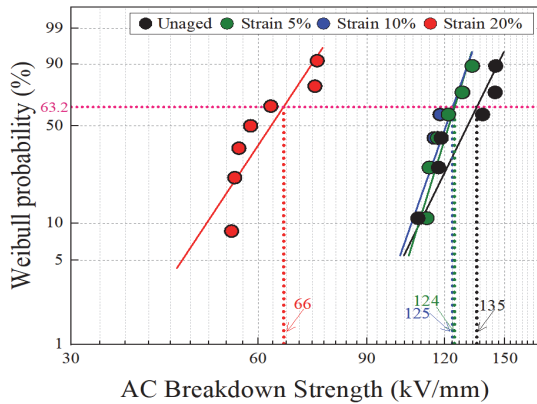 Unaged Strain 5% Strain 10% Strain 20%
99
90
63.2
50
10
5
1
Weibull probability (%)
66
124
125
135
30 60 90 120 150
AC Breakdown Strength (kV/mm)